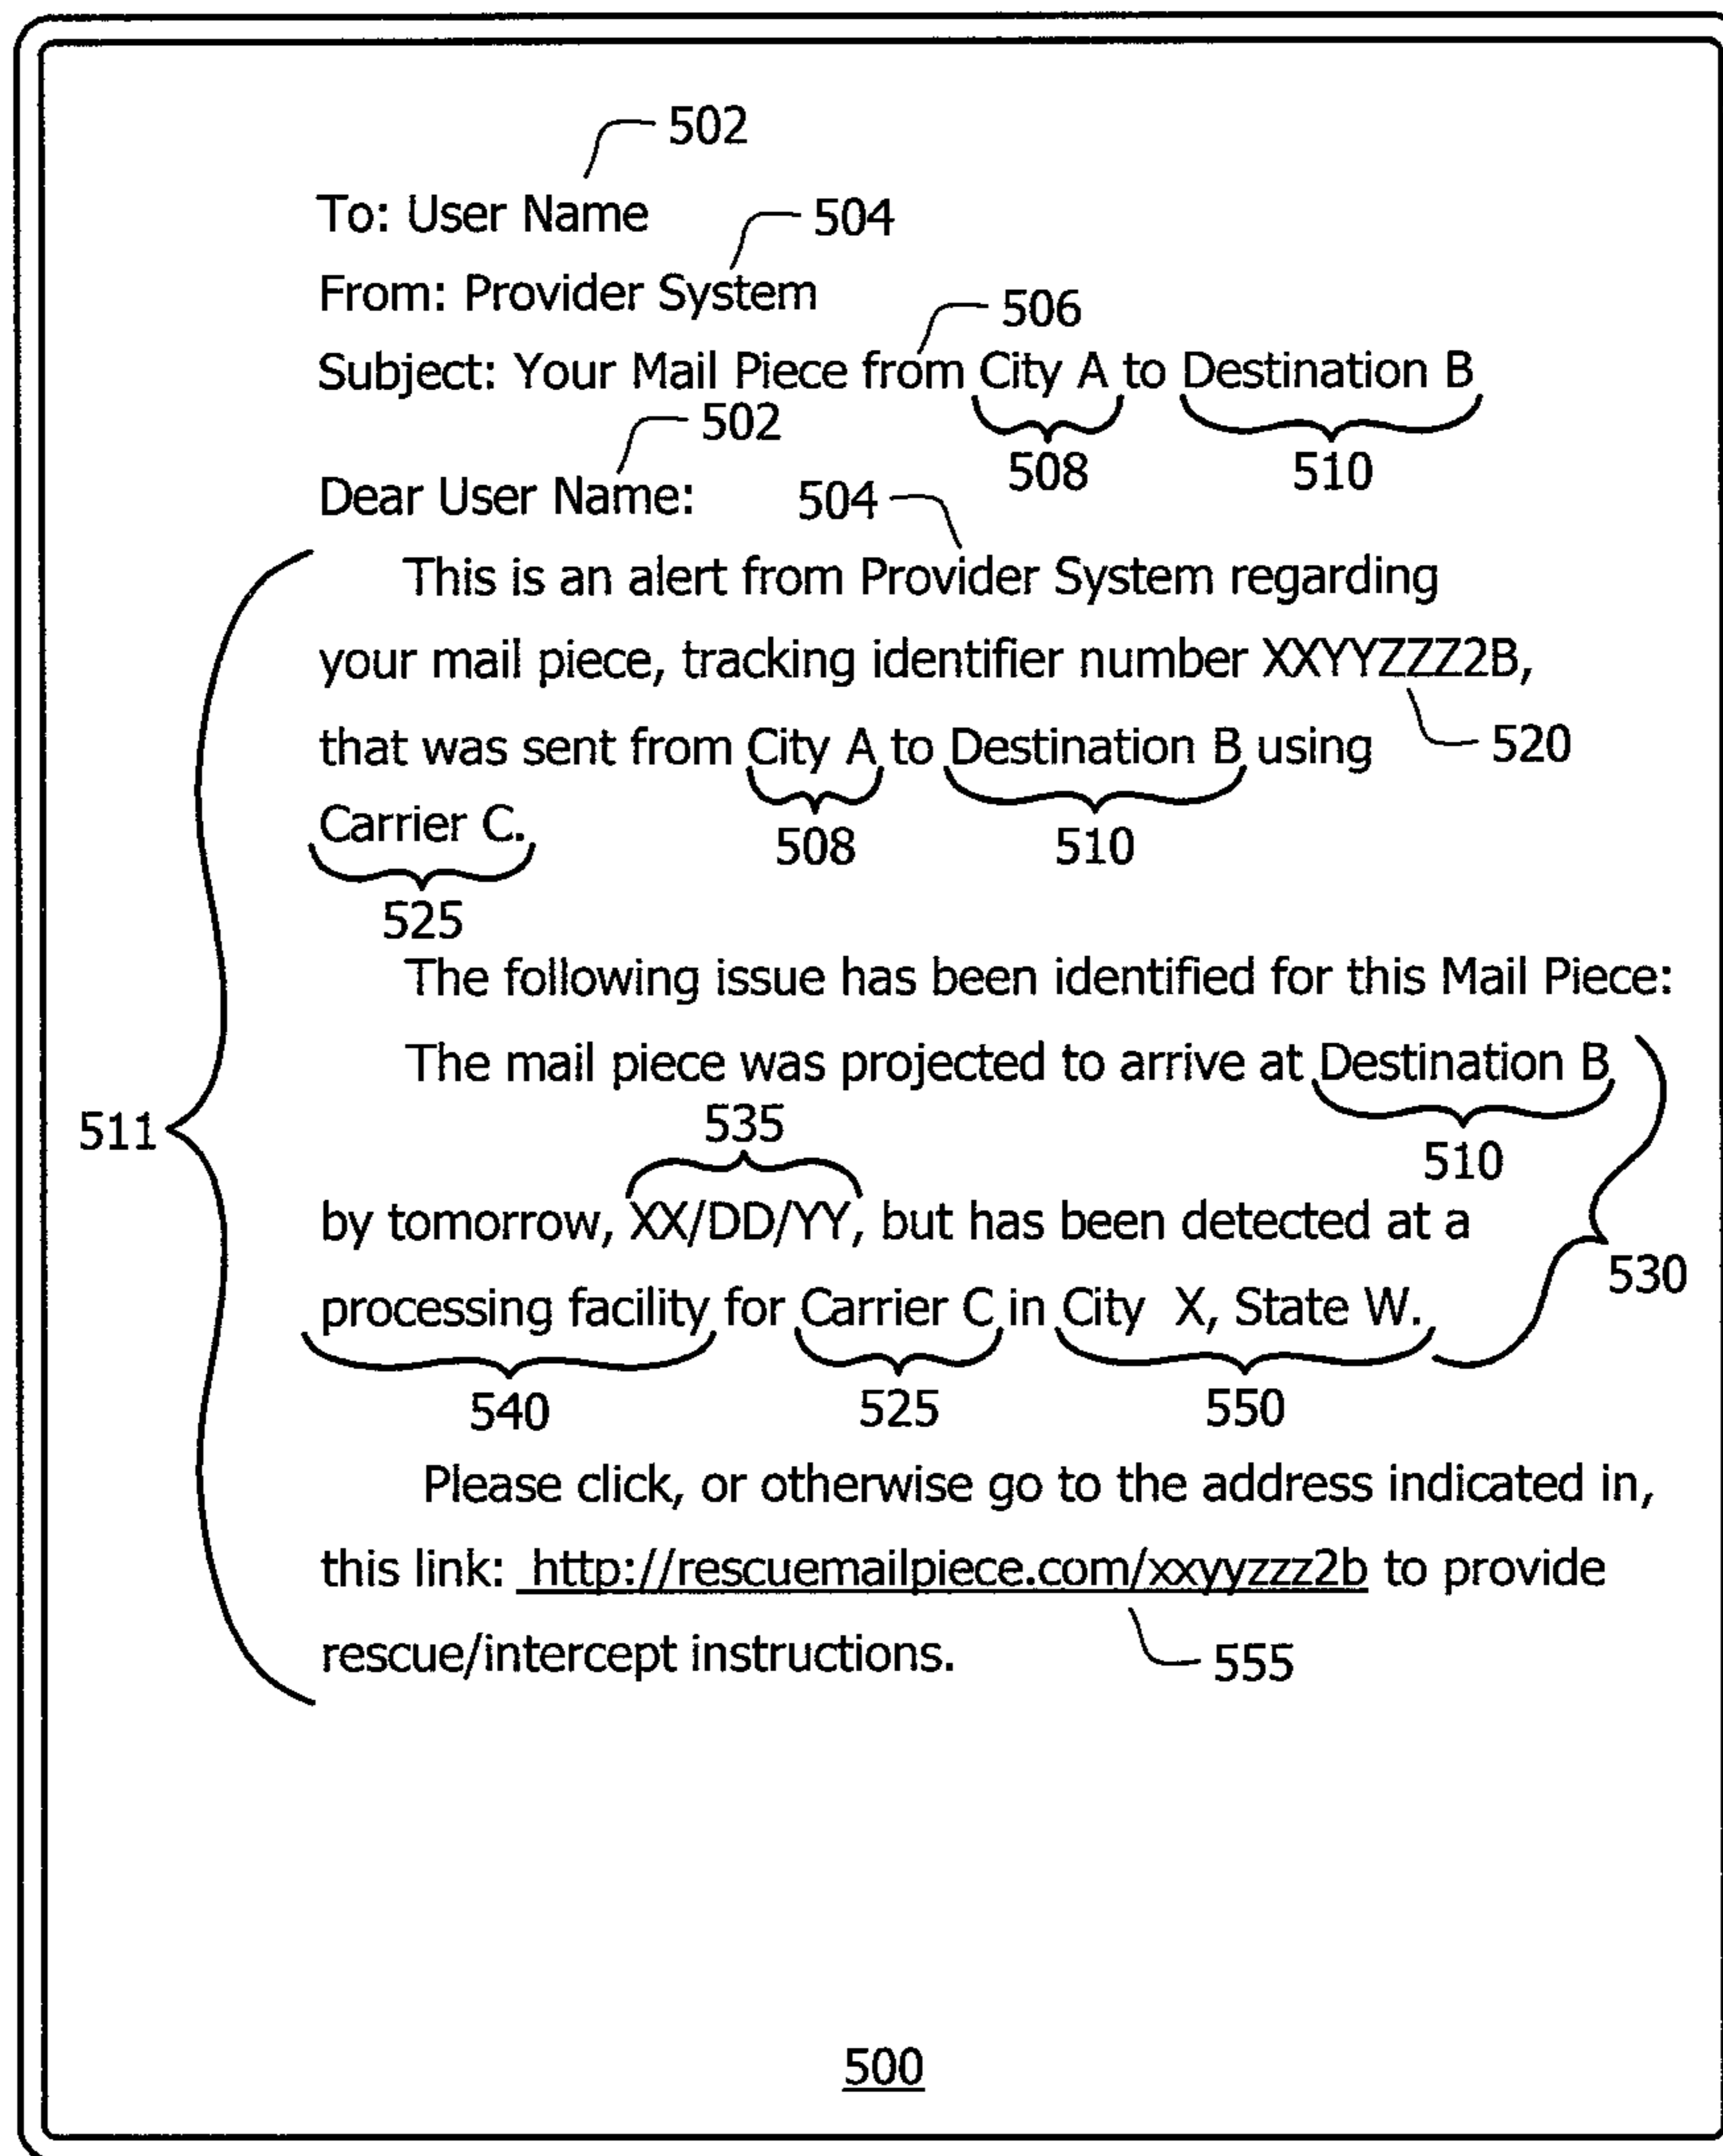 502
To: User Name
504
From: Provider System
506
Subject: Your Mail Piece from City A to Destination B
502
508 510
Dear User Name:
504
This is an alert from Provider System regarding
your mail piece, tracking identifier number XXYYZZZ2B,
520
that was sent from City A to Destination B using
508 510
Carrier C.
525
The following issue has been identified for this Mail Piece:
The mail piece was projected to arrive at Destination B
511
535
510
by tomorrow, XX/DD/YY, but has been detected at a
530
processing facility for Carrier C in City X, State W.
540 525 550
Please click, or otherwise go to the address indicated in,
this link: http://rescuemailpiece.com/xxyyzzz2b to provide
rescue/intercept instructions.
555
500